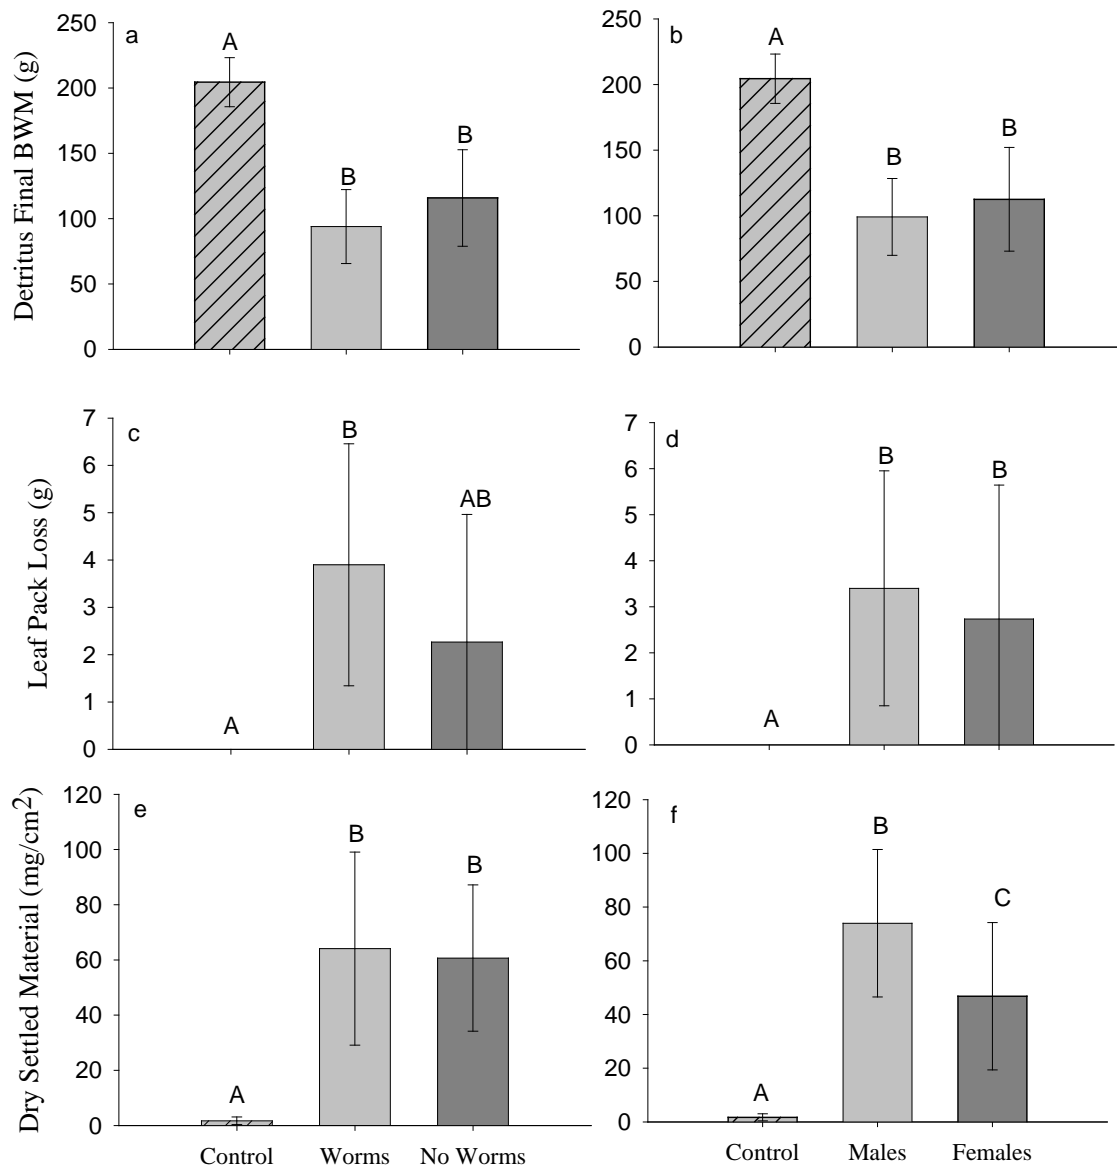 a
Detritus Final BWM (g)
250
200
150
100
50
0
A
B
B
b
250
200
150
100
50
0
A
B
B
c
Leaf Pack Loss (g)
7
6
5
4
3
2
1
0
A
B
AB
d
7
6
5
4
3
2
1
0
A
B
B
e
Dry Settled Material (mg/cm2
120
100
80
60
40
20
0
A
B
B
Control Worms No Worms
f
120
100
80
60
40
20
0
A
B
C
Control Males Females